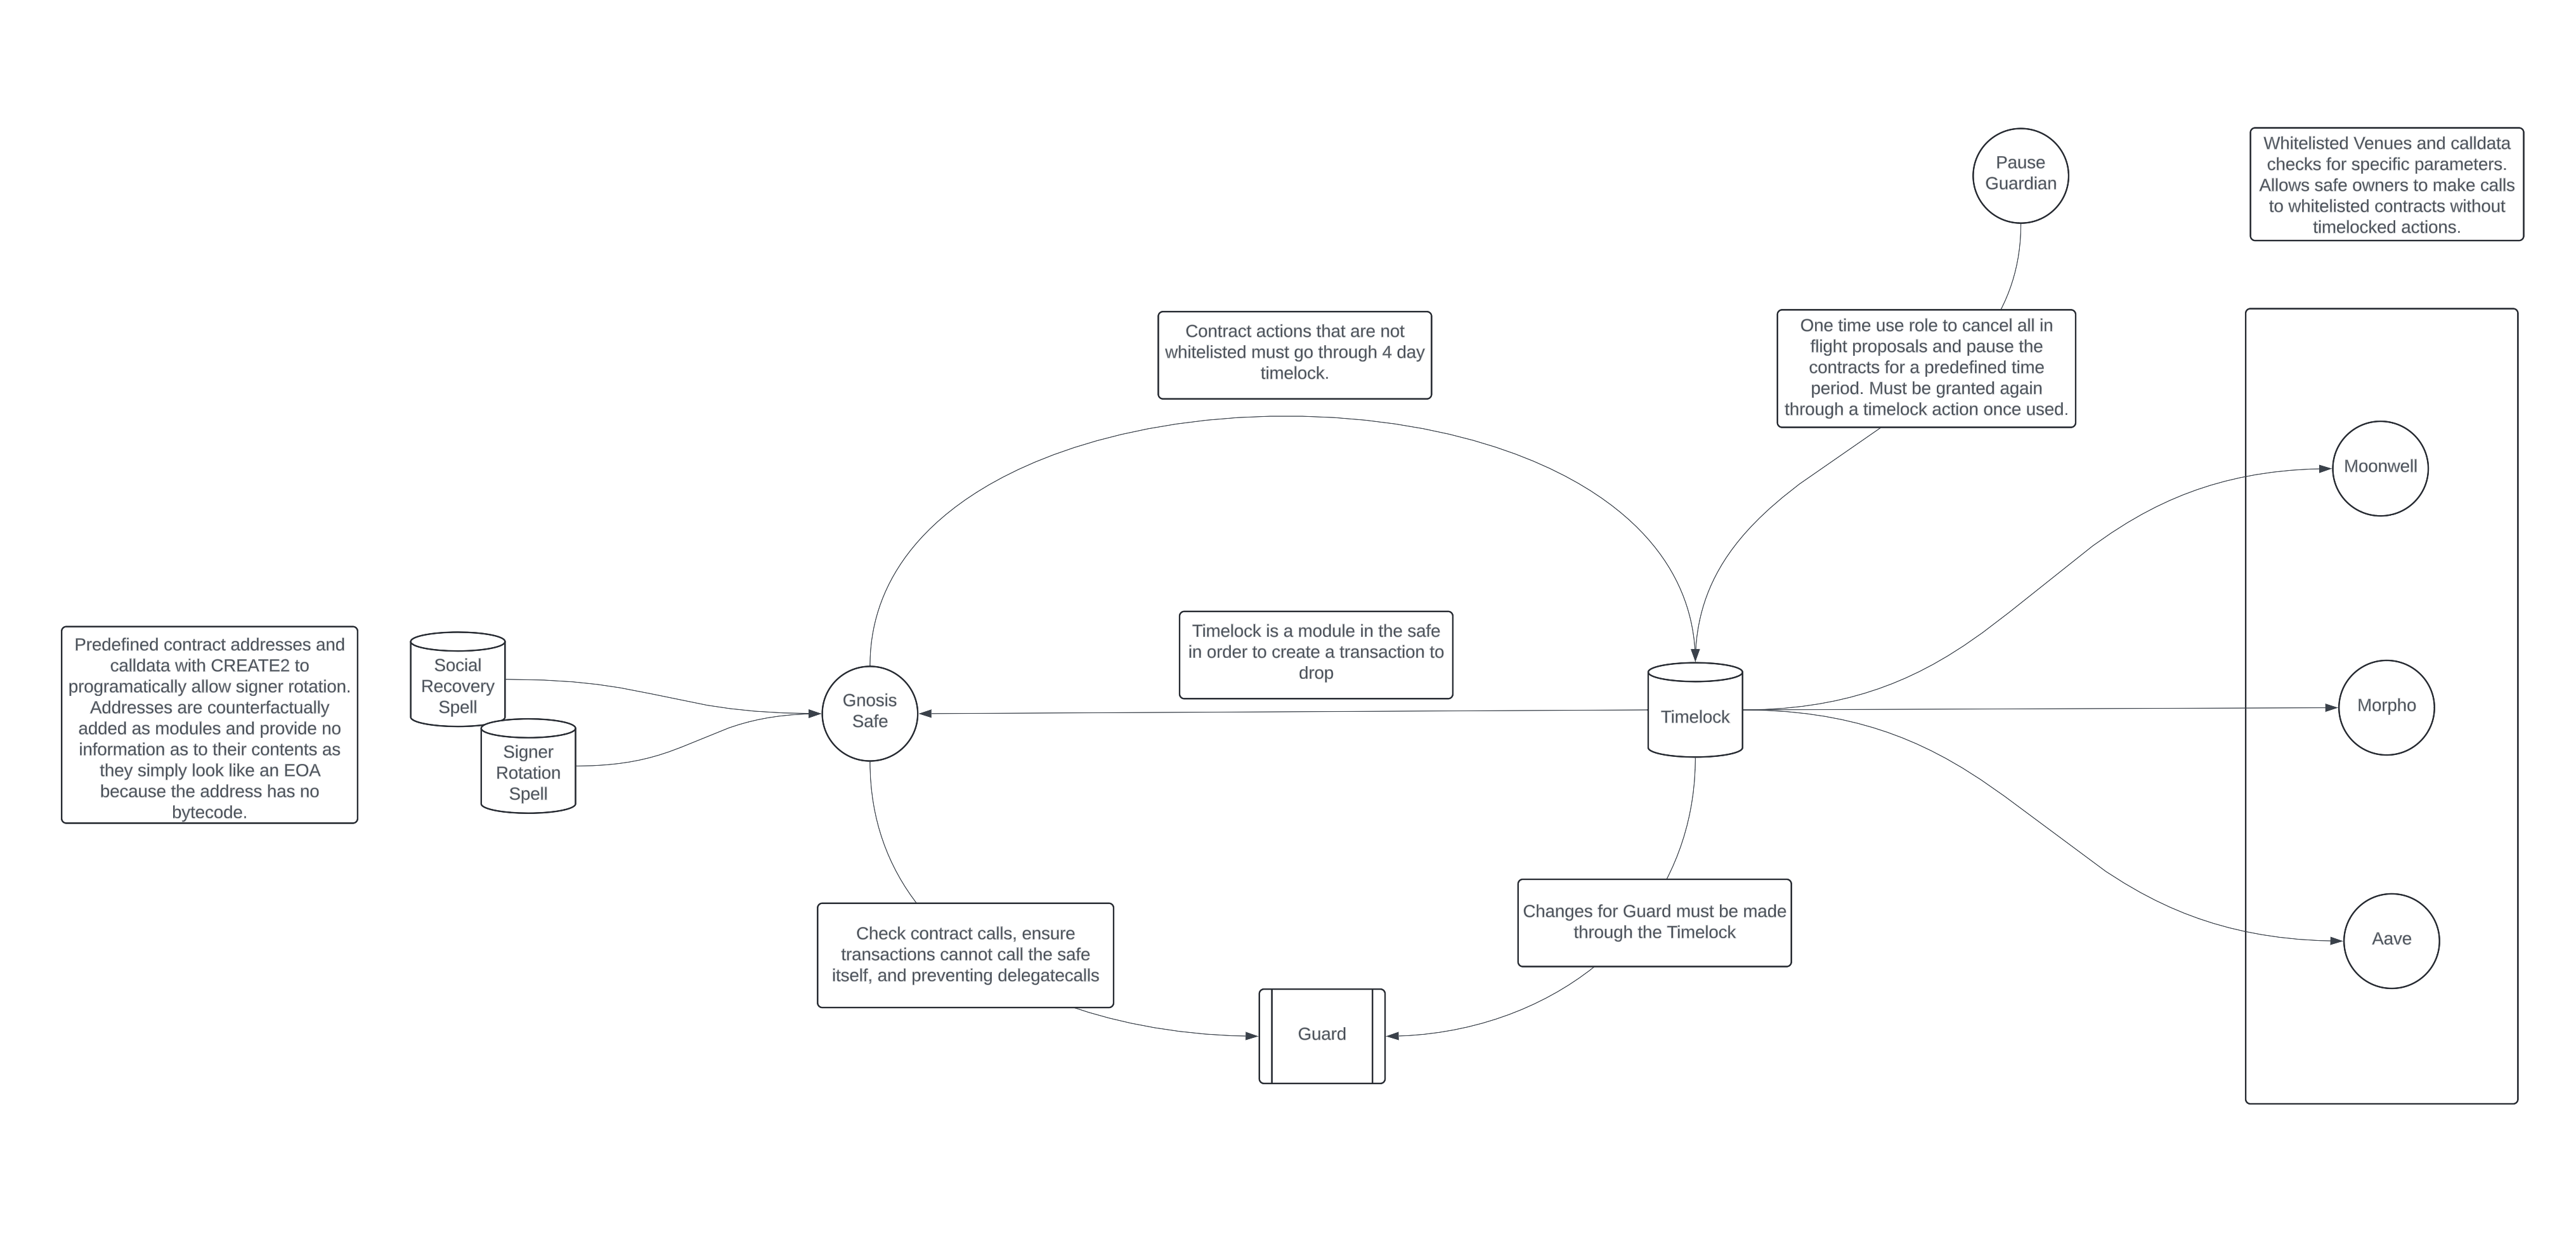 Pause
Guardian
Whitelisted Venues and calldata
checks for specific parameters.
Allows safe owners to make calls
to whitelisted contracts without
timelocked actions.
Contract actions that are not
whitelisted must go through 4 day
timelock.
One time use role to cancel all in
flight proposals and pause the
contracts for a predefined time
period. Must be granted again
through a timelock action once used.
Moonwell
Predefined contract addresses and
calldata with CREATE2 to
programatically allow signer rotation.
Addresses are counterfactually
added as modules and provide no
information as to their contents as
they simply look like an EOA
because the address has no
bytecode.
Social
Recovery
Spell
Signer
Rotation
Spell
Gnosis
Safe
Timelock is a module in the safe
in order to create a transaction to
drop
Timelock
Morpho
Check contract calls, ensure
transactions cannot call the safe
itself, and preventing delegatecalls
Changes for Guard must be made
through the Timelock
Aave
Guard